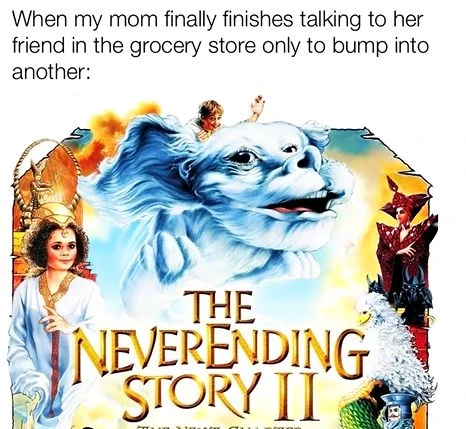 When my mom finally finishes talking to her
friend in the grocery store only to bump into
another:
THE
NEVERENDING
STORY II